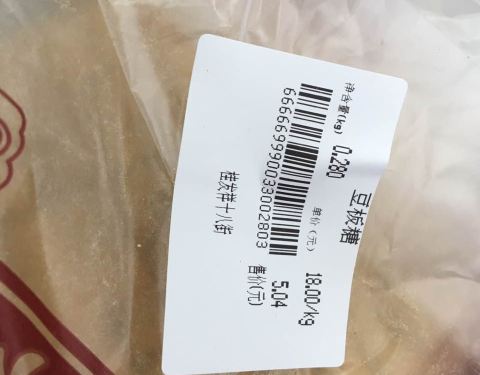 豆板糖
净含量(kg) 0.280
单价(元) 18.00/kg
666669990033002803
售价(元) 5.04
桂发祥十八街